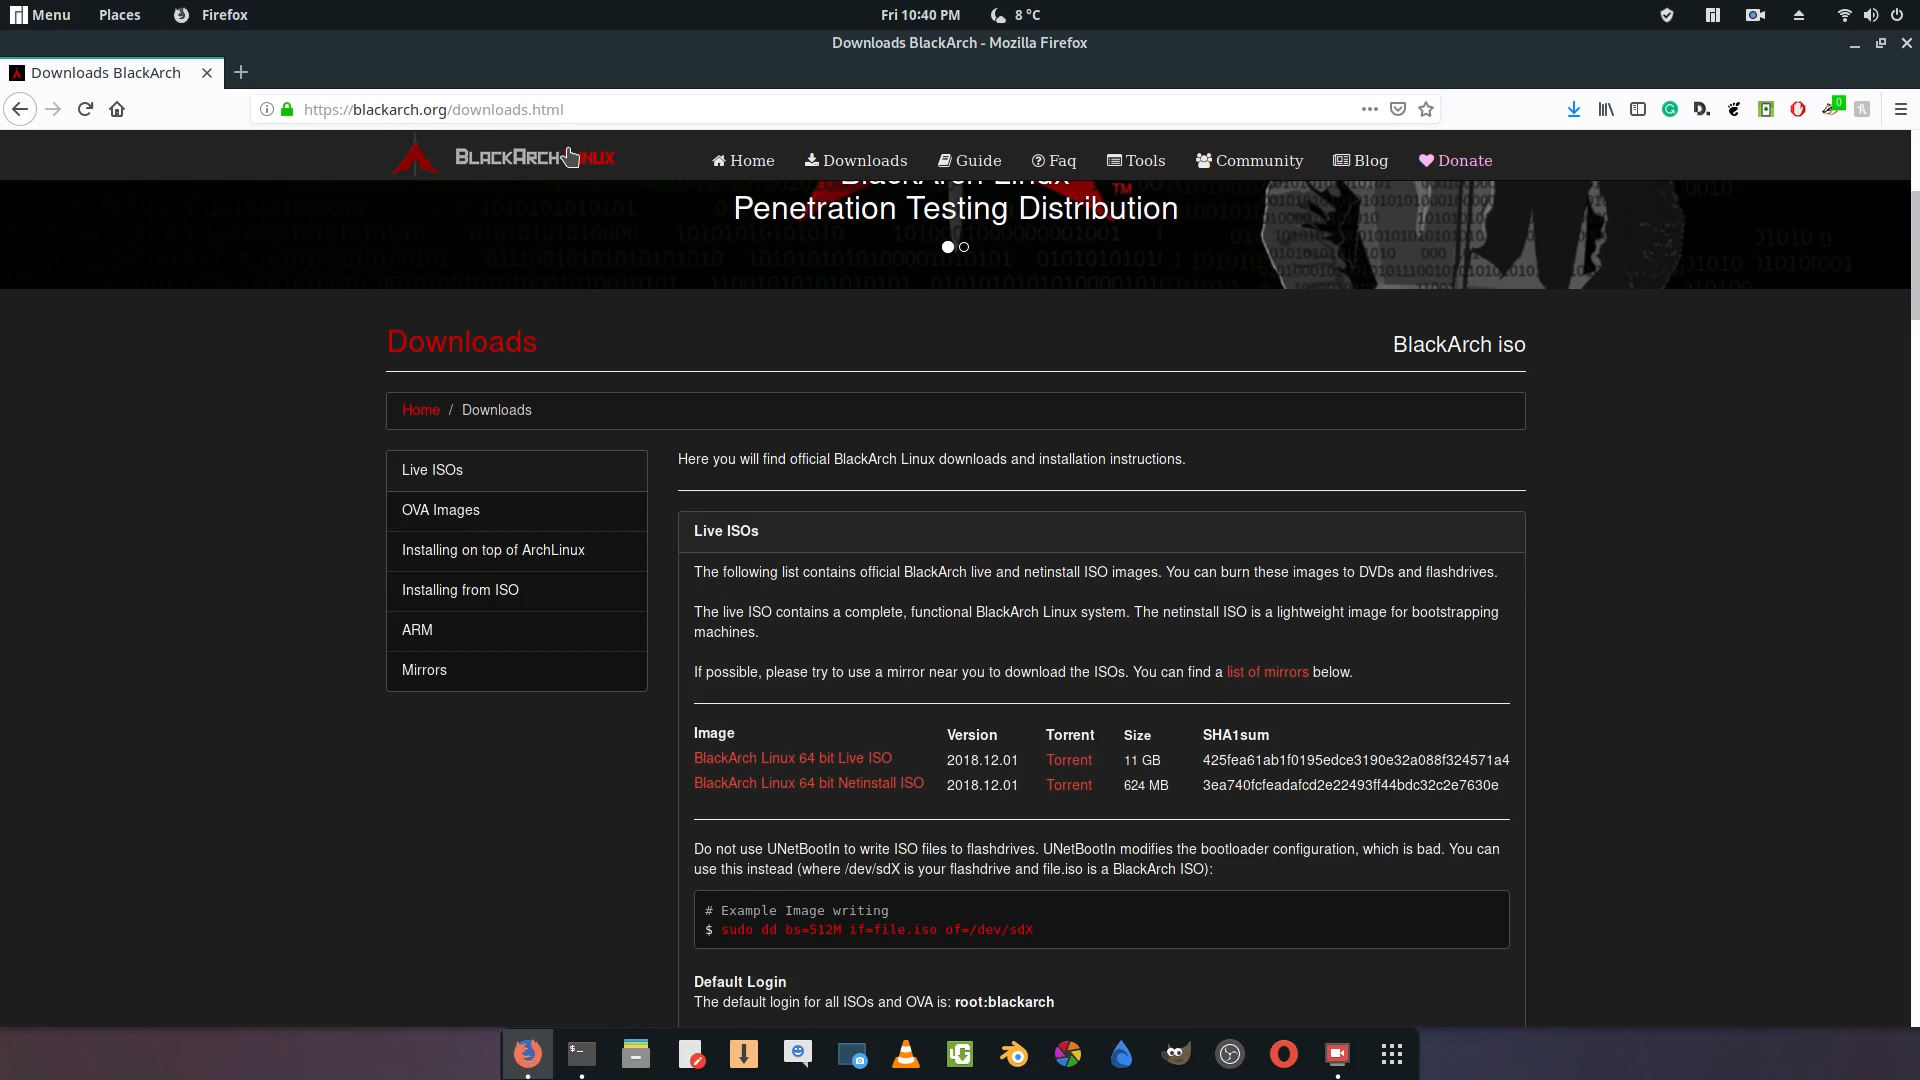 Menu Places Firefox Fri 10:40 PM 8 °C
Downloads BlackArch - Mozilla Firefox
Downloads BlackArch
https://blackarch.org/downloads.html
0
BLACKARCH LINUX Home Downloads Guide Faq Tools Community Blog Donate
BlackArch Linux
TM
Penetration Testing Distribution
Downloads
BlackArch iso
Home / Downloads
Live ISOs
OVA Images
Installing on top of ArchLinux
Installing from ISO
ARM
Mirrors
Here you will find official BlackArch Linux downloads and installation instructions.
Live ISOs
The following list contains official BlackArch live and netinstall ISO images. You can burn these images to DVDs and flashdrives.
The live ISO contains a complete, functional BlackArch Linux system. The netinstall ISO is a lightweight image for bootstrapping
machines.
If possible, please try to use a mirror near you to download the ISOs. You can find a list of mirrors below.
Image Version Torrent Size SHA1sum
BlackArch Linux 64 bit Live ISO 2018.12.01 Torrent 11 GB 425fea61ab1f0195edce3190e32a088f324571a4
BlackArch Linux 64 bit Netinstall ISO 2018.12.01 Torrent 624 MB 3ea740fcfeadafcd2e22493ff44bdc32c2e7630e
Do not use UNetBootIn to write ISO files to flashdrives. UNetBootIn modifies the bootloader configuration, which is bad. You can
use this instead (where /dev/sdX is your flashdrive and file.iso is a BlackArch ISO):
# Example Image writing
$ sudo dd bs=512M if=file.iso of=/dev/sdX
Default Login
The default login for all ISOs and OVA is: root:blackarch